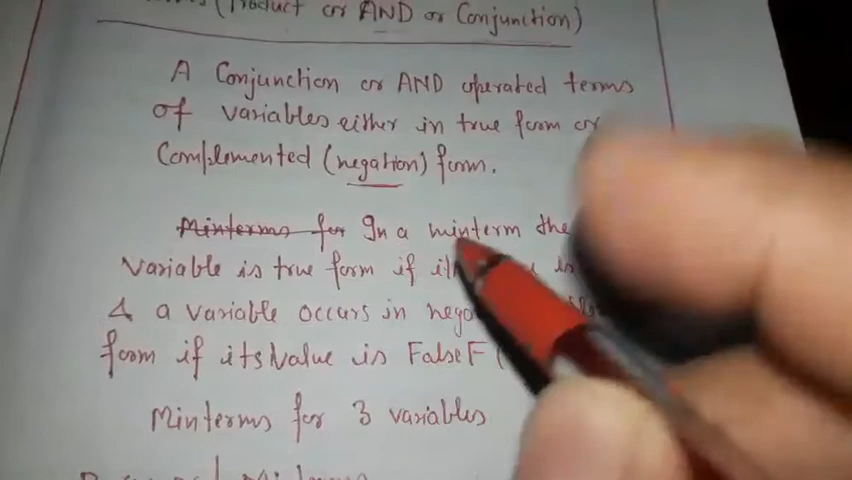 (Product or AND or Conjunction)
A Conjunction or AND operated terms
of variables either in true form or
Complemented (negation) form.
Minterms for In a minterm the
Variable is true form if is
& a variable occurs in
form if its value is False F (
Minterms for 3 variables